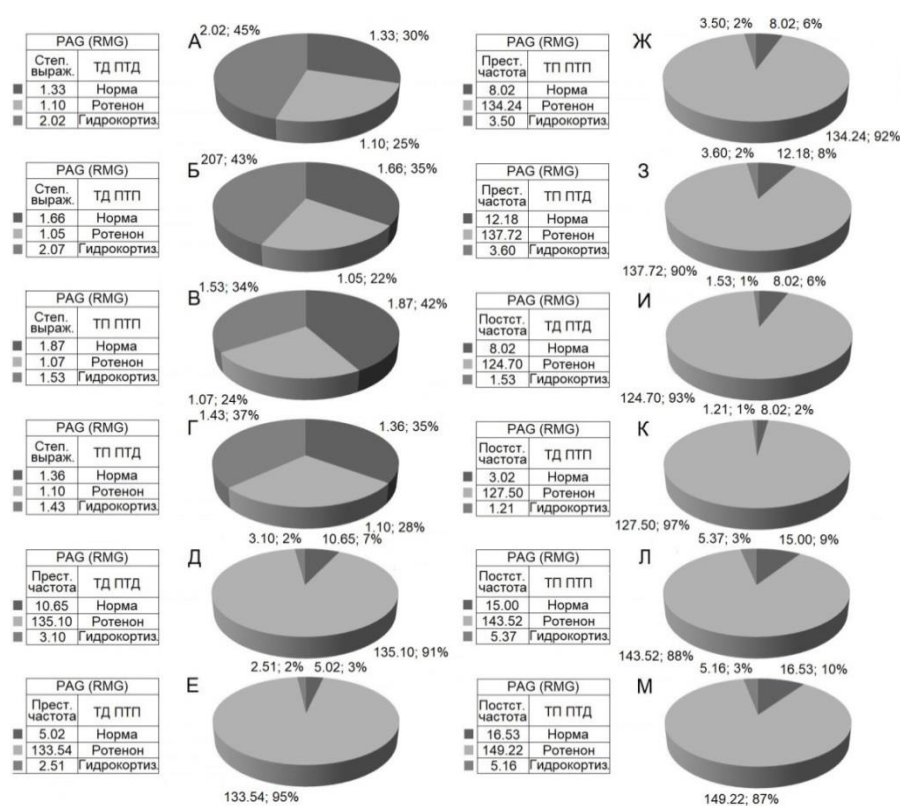 PAG (RMG)
Степ. выраж. ТД ПТД
1.33 Норма
1.10 Ротенон
2.02 Гидрокортиз.
А
2.02; 45%
1.33; 30%
1.10; 25%
PAG (RMG)
Степ. выраж. ТД ПТП
1.66 Норма
1.05 Ротенон
2.07 Гидрокортиз.
Б
207; 43%
1.66; 35%
1.05; 22%
PAG (RMG)
Степ. выраж. ТП ПТП
1.87 Норма
1.07 Ротенон
1.53 Гидрокортиз.
В
1.53; 34%
1.87; 42%
1.07; 24%
PAG (RMG)
Степ. выраж. ТП ПТД
1.36 Норма
1.10 Ротенон
1.43 Гидрокортиз.
Г
1.43; 37%
1.36; 35%
1.10; 28%
PAG (RMG)
Прест. частота ТД ПТД
10.65 Норма
135.10 Ротенон
3.10 Гидрокортиз.
Д
3.10; 2%
10.65; 7%
135.10; 91%
PAG (RMG)
Прест. частота ТД ПТП
5.02 Норма
133.54 Ротенон
2.51 Гидрокортиз.
Е
2.51; 2%
5.02; 3%
133.54; 95%
PAG (RMG)
Прест. частота ТП ПТП
8.02 Норма
134.24 Ротенон
3.50 Гидрокортиз.
Ж
3.50; 2%
8.02; 6%
134.24; 92%
PAG (RMG)
Прест. частота ТП ПТД
12.18 Норма
137.72 Ротенон
3.60 Гидрокортиз.
З
3.60; 2%
12.18; 8%
137.72; 90%
PAG (RMG)
Постст. частота ТД ПТД
8.02 Норма
124.70 Ротенон
1.53 Гидрокортиз.
И
1.53; 1%
8.02; 6%
124.70; 93%
PAG (RMG)
Постст. частота ТД ПТП
3.02 Норма
127.50 Ротенон
1.21 Гидрокортиз.
К
1.21; 1%
8.02; 2%
127.50; 97%
PAG (RMG)
Постст. частота ТП ПТП
15.00 Норма
143.52 Ротенон
5.37 Гидрокортиз.
Л
5.37; 3%
15.00; 9%
143.52; 88%
PAG (RMG)
Постст. частота ТП ПТД
16.53 Норма
149.22 Ротенон
5.16 Гидрокортиз.
М
5.16; 3%
16.53; 10%
149.22; 87%